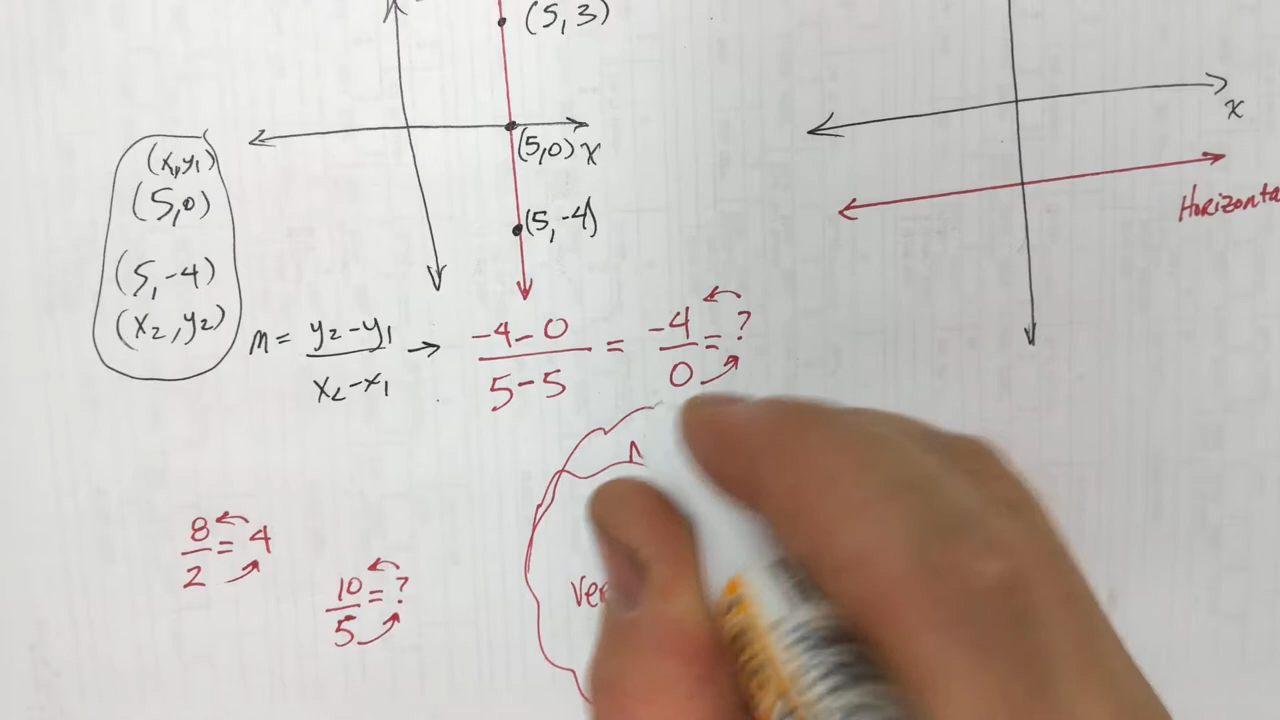 (5, 3)
(5,0) x
x
(x₁,y₁)
(5,0)
(5,-4)
(5,-4)
(x₂,y₂)
Horizonta
m = y₂-y₁ / x₂-x₁ → -4-0 / 5-5 = -4 / 0 = ?
8 / 2 = 4
10 / 5 = ?
Ver